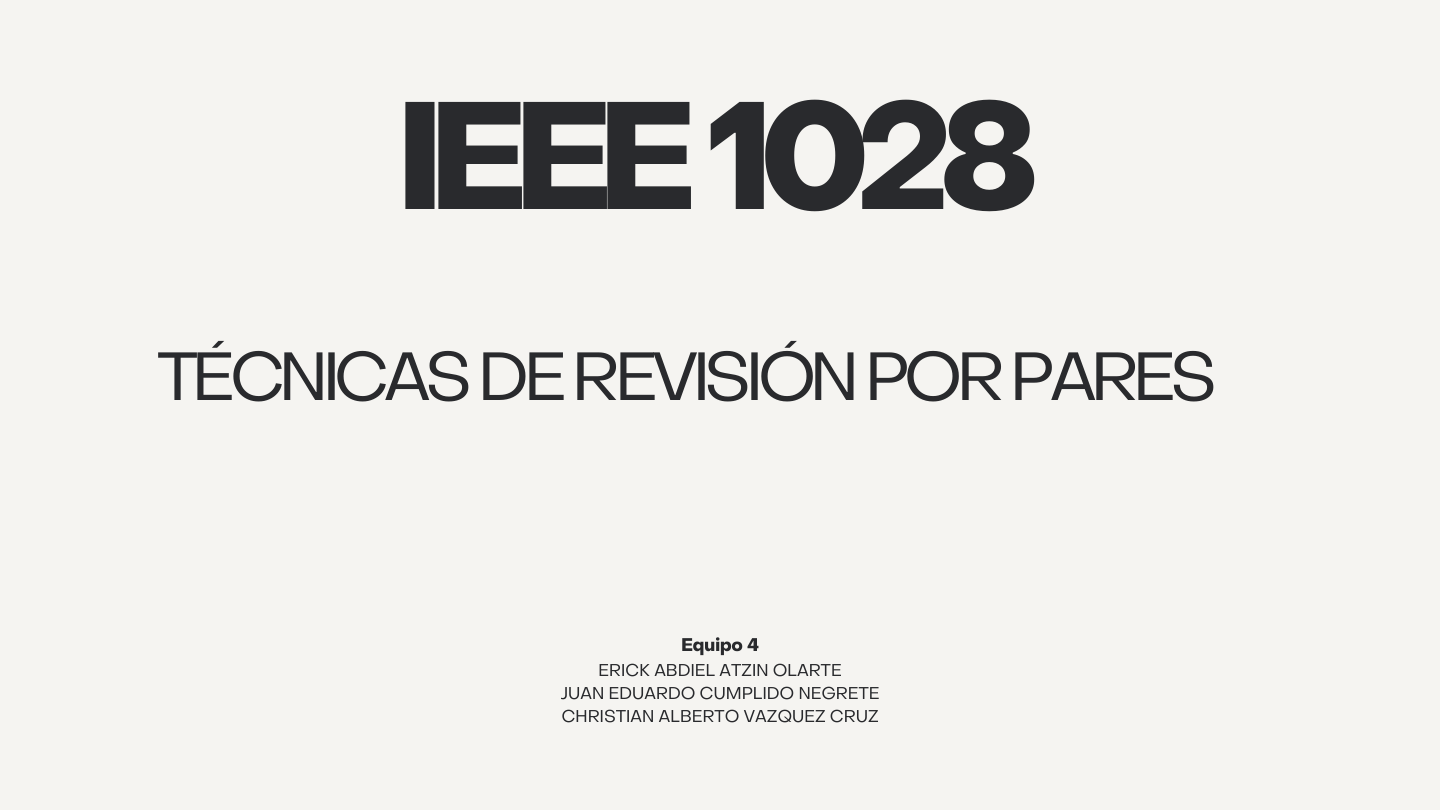 IEEE 1028
TÉCNICAS DE REVISIÓN POR PARES
Equipo 4
ERICK ABDIEL ATZIN OLARTE
JUAN EDUARDO CUMPLIDO NEGRETE
CHRISTIAN ALBERTO VAZQUEZ CRUZ